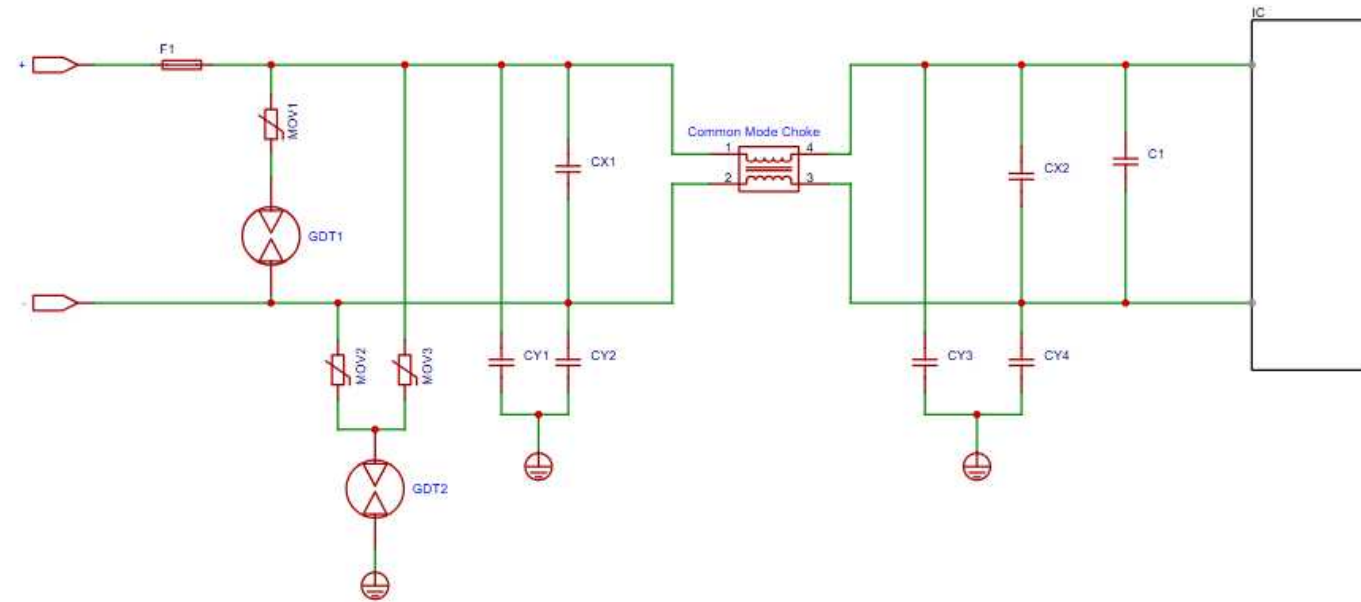 IC
F1
+
MOV1
Common Mode Choke
1 4
2 3
CX1
CX2
C1
GDT1
-
MOV2
MOV3
CY1
CY2
CY3
CY4
GDT2